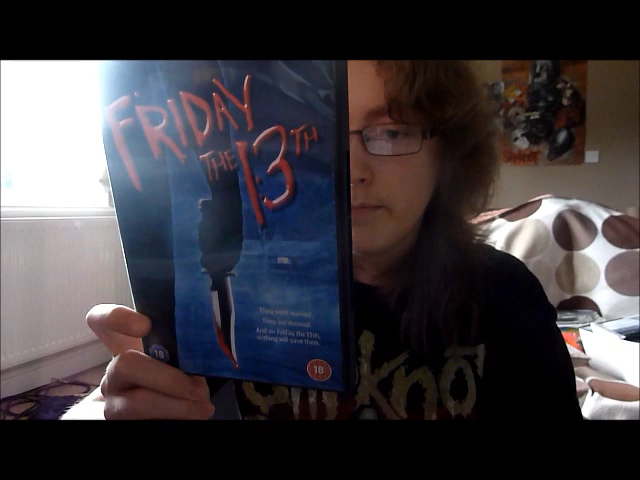 FRIDAY
THE 13TH
They were warned...
They are doomed...
And on Friday the 13th,
nothing will save them.
18
18
Slipknot